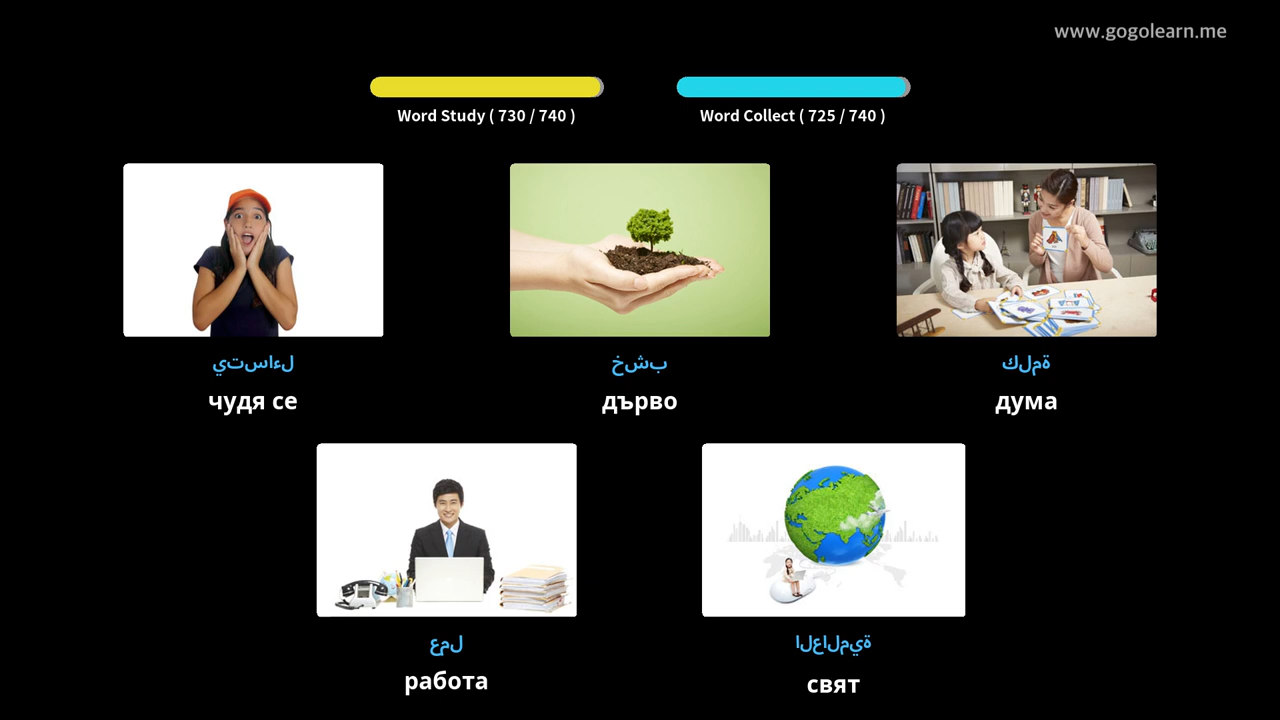 www.gogolearn.me
Word Study ( 730 / 740 )
Word Collect ( 725 / 740 )
يتساءل
чудя се
خشب
дърво
كلمة
дума
عمل
работа
العالمية
свят